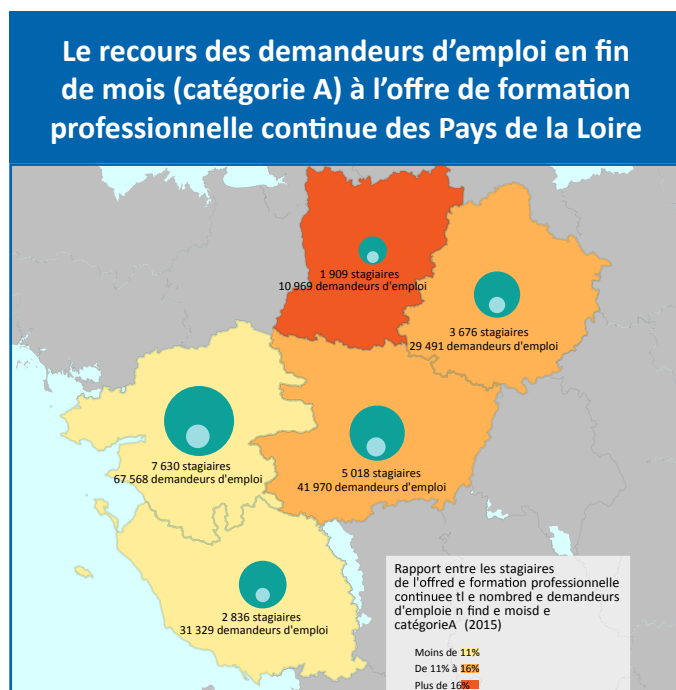 Le recours des demandeurs d'emploi en fin
de mois (catégorie A) à l'offre de formation
professionnelle continue des Pays de la Loire
1 909 stagiaires
10 969 demandeurs d'emploi
3 676 stagiaires
29 491 demandeurs d'emploi
7 630 stagiaires
67 568 demandeurs d'emploi
5 018 stagiaires
41 970 demandeurs d'emploi
2 836 stagiaires
31 329 demandeurs d'emploi
Rapport entre les stagiaires
de l'offred e formation professionnelle
continuee tl e nombred e demandeurs
d'emploie n find e moisd e
catégorieA (2015)
Moins de 11%
De 11% à 16%
Plus de 16%